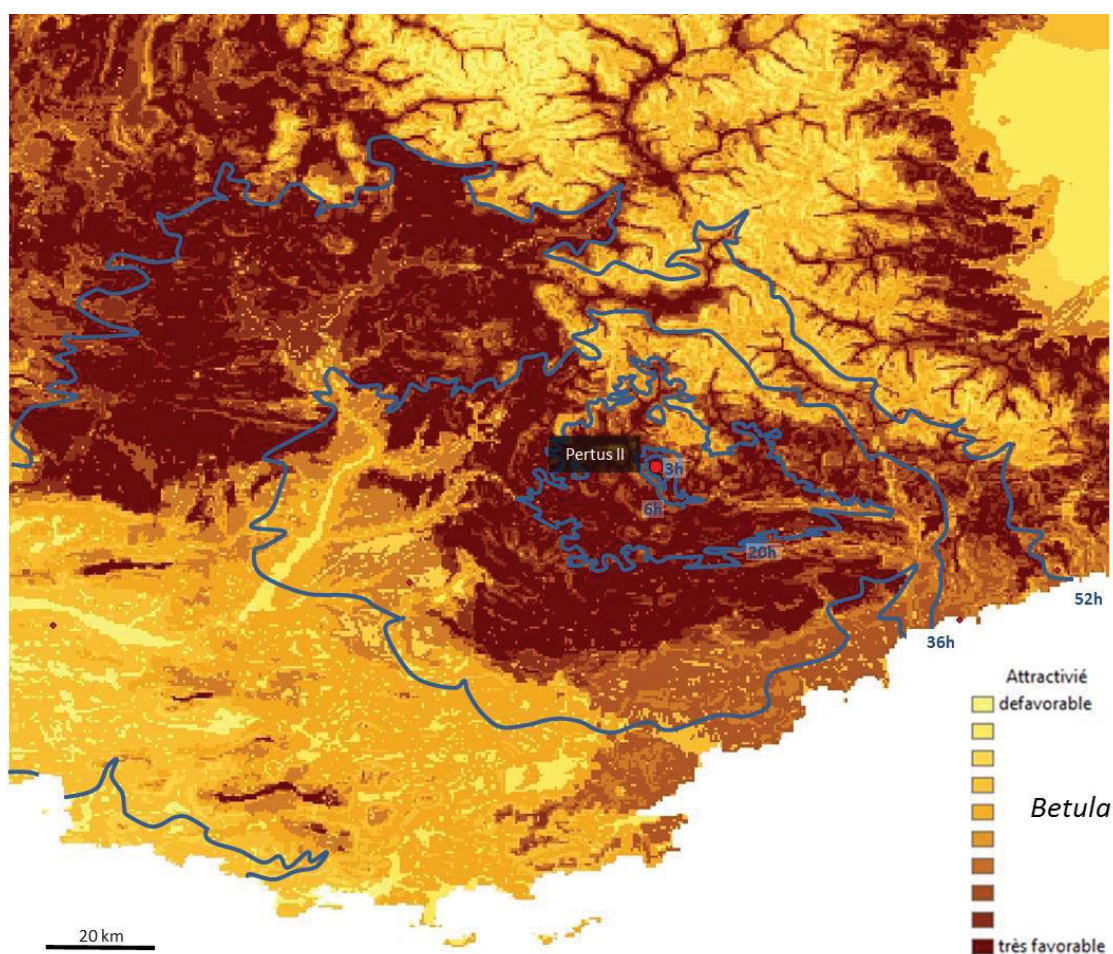 Pertus II
3h
6h
20h
52h
36h
Attractivié
defavorable
Betula
très favorable
20 km